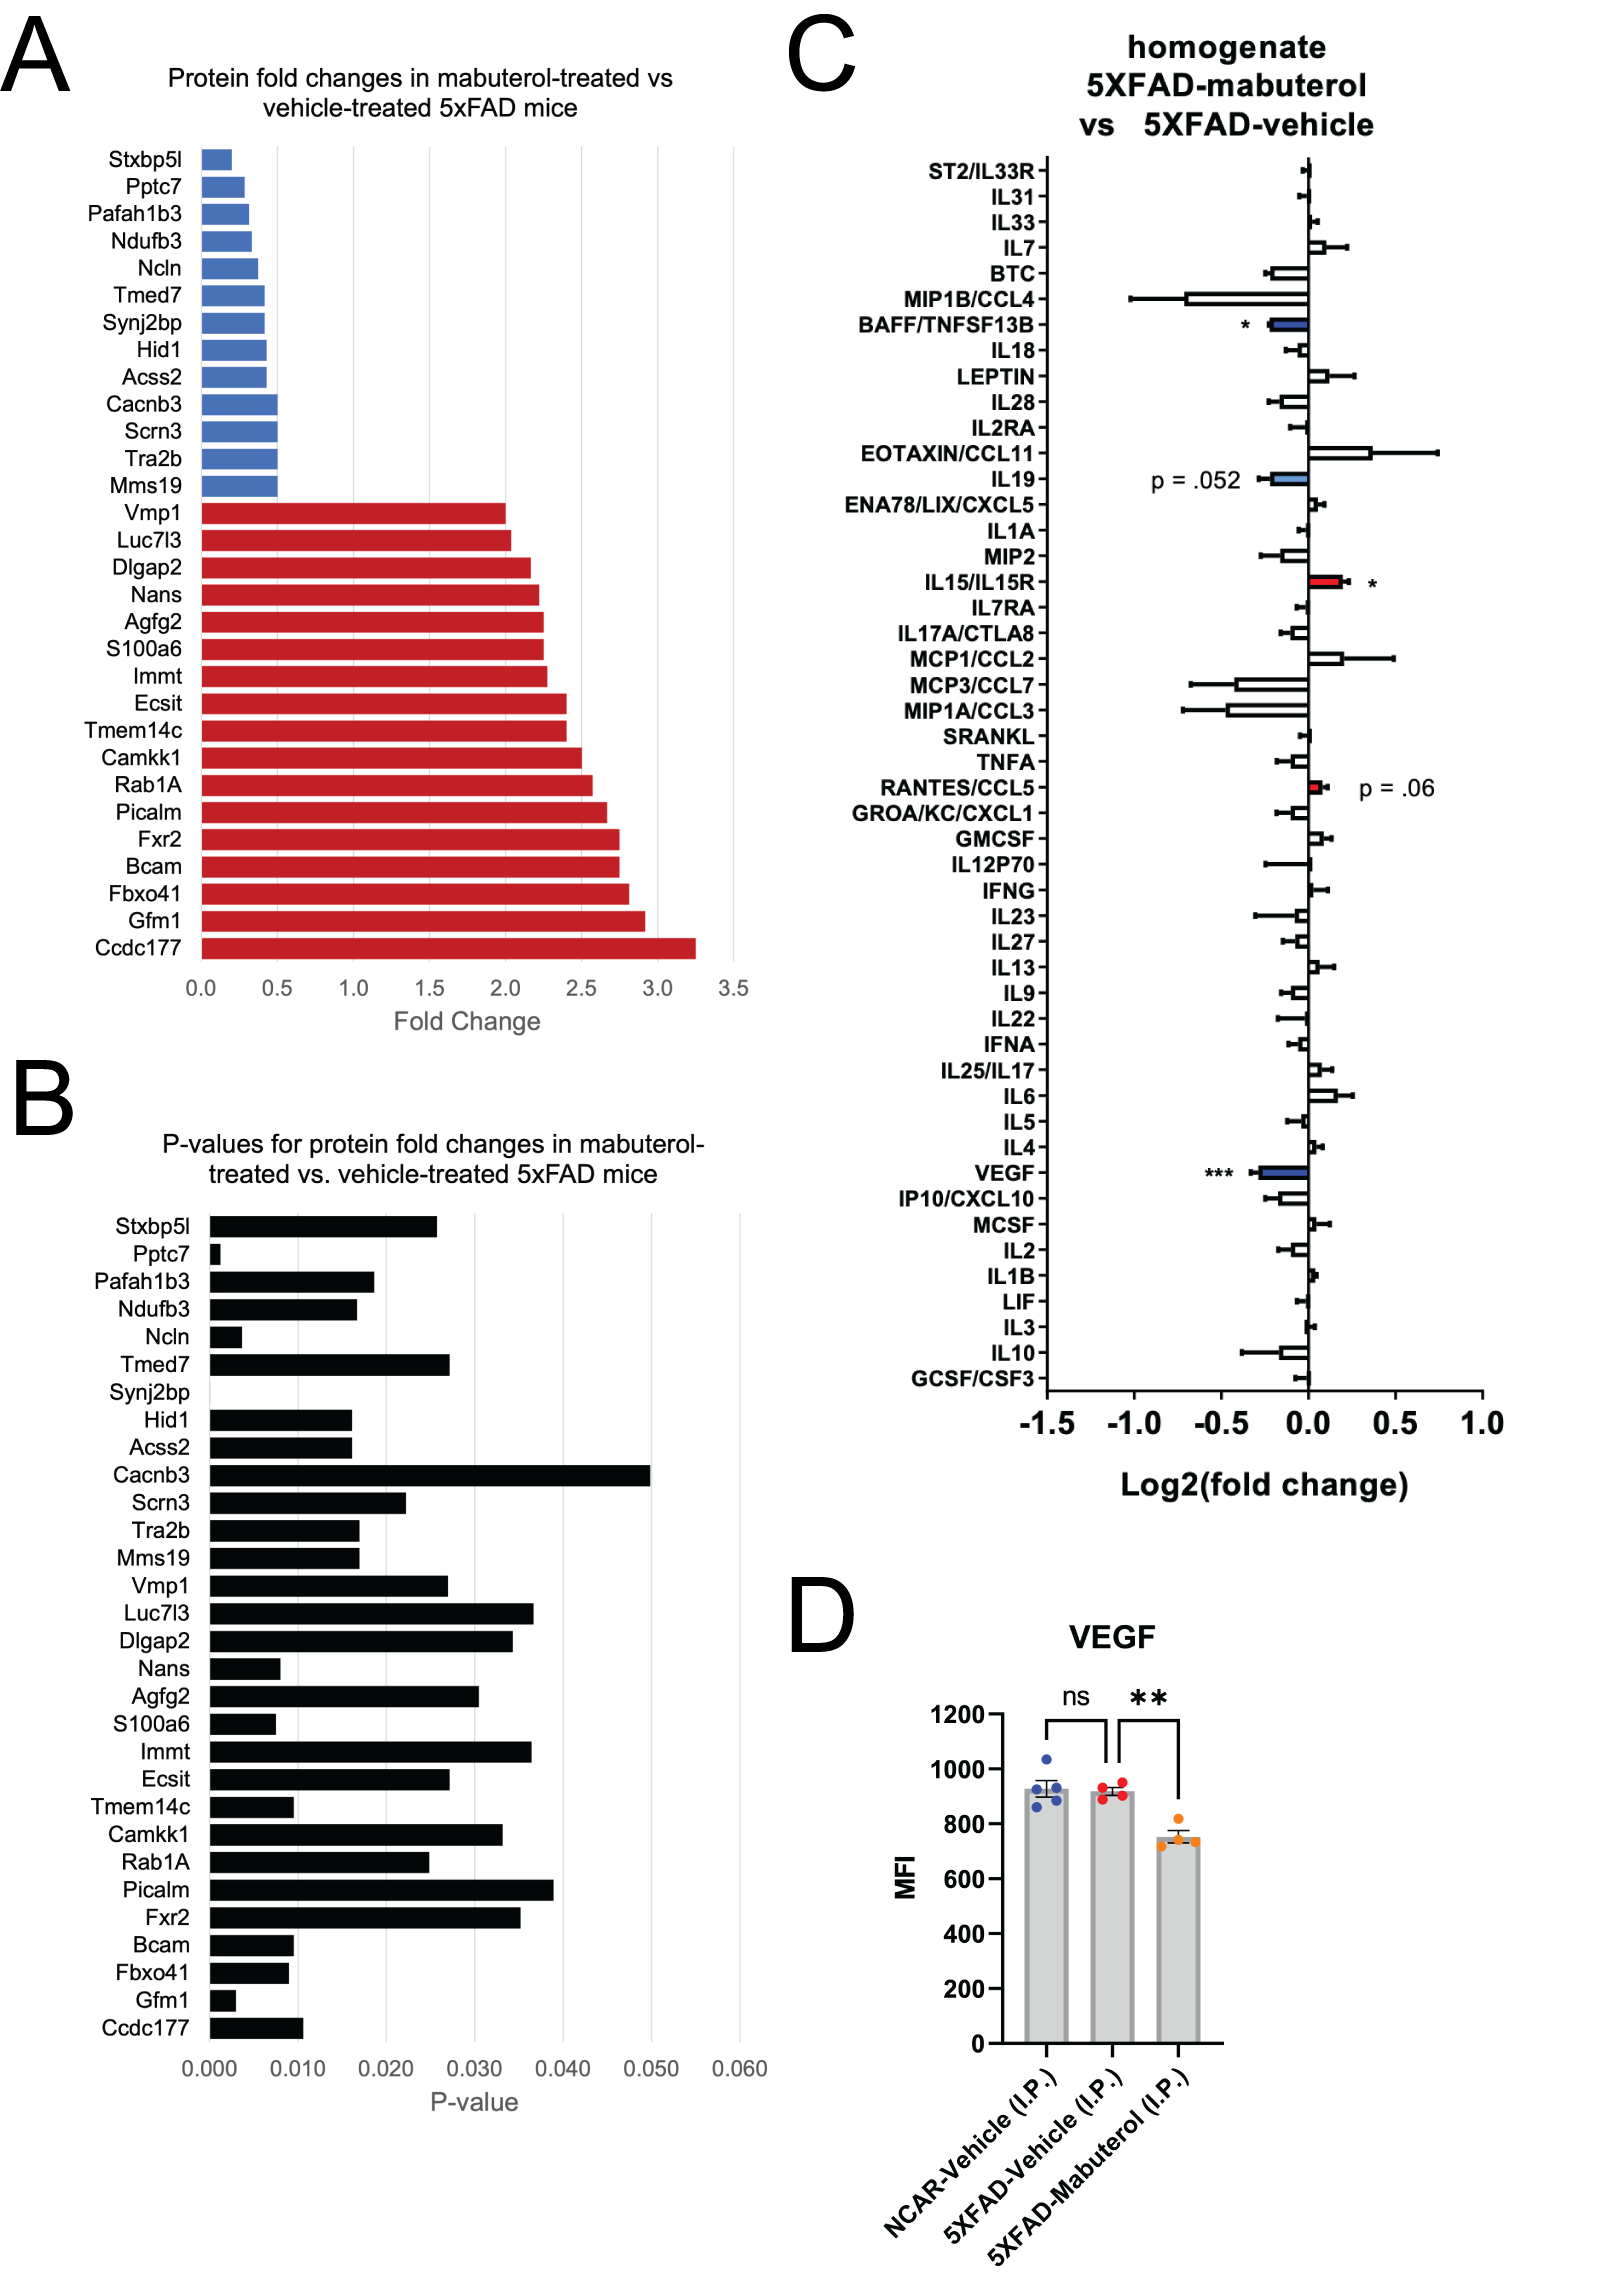 A
Protein fold changes in mabuterol-treated vs
vehicle-treated 5xFAD mice
Stxbp5l
Pptc7
Pafah1b3
Ndufb3
Ncln
Tmed7
Synj2bp
Hid1
Acss2
Cacnb3
Scrn3
Tra2b
Mms19
Vmp1
Luc7l3
Dlgap2
Nans
Agfg2
S100a6
Immt
Ecsit
Tmem14c
Camkk1
Rab1A
Picalm
Fxr2
Bcam
Fbxo41
Gfm1
Ccdc177
0.0 0.5 1.0 1.5 2.0 2.5 3.0 3.5
Fold Change
B
P-values for protein fold changes in mabuterol-
treated vs. vehicle-treated 5xFAD mice
Stxbp5l
Pptc7
Pafah1b3
Ndufb3
Ncln
Tmed7
Synj2bp
Hid1
Acss2
Cacnb3
Scrn3
Tra2b
Mms19
Vmp1
Luc7l3
Dlgap2
Nans
Agfg2
S100a6
Immt
Ecsit
Tmem14c
Camkk1
Rab1A
Picalm
Fxr2
Bcam
Fbxo41
Gfm1
Ccdc177
0.000 0.010 0.020 0.030 0.040 0.050 0.060
P-value
C
homogenate
5XFAD-mabuterol
vs 5XFAD-vehicle
ST2/IL33R
IL31
IL33
IL7
BTC
MIP1B/CCL4
BAFF/TNFSF13B *
IL18
LEPTIN
IL28
IL2RA
EOTAXIN/CCL11
IL19 p = .052
ENA78/LIX/CXCL5
IL1A
MIP2
IL15/IL15R *
IL7RA
IL17A/CTLA8
MCP1/CCL2
MCP3/CCL7
MIP1A/CCL3
SRANKL
TNFA
RANTES/CCL5 p = .06
GROA/KC/CXCL1
GMCSF
IL12P70
IFNG
IL23
IL27
IL13
IL9
IL22
IFNA
IL25/IL17
IL6
IL5
IL4
VEGF ***
IP10/CXCL10
MCSF
IL2
IL1B
LIF
IL3
IL10
GCSF/CSF3
-1.5 -1.0 -0.5 0.0 0.5 1.0
Log2(fold change)
D
VEGF
ns **
1200
1000
800
600
400
200
0
MFI
NCAR-Vehicle (I.P.)
5XFAD-Vehicle (I.P.)
5XFAD-Mabuterol (I.P.)